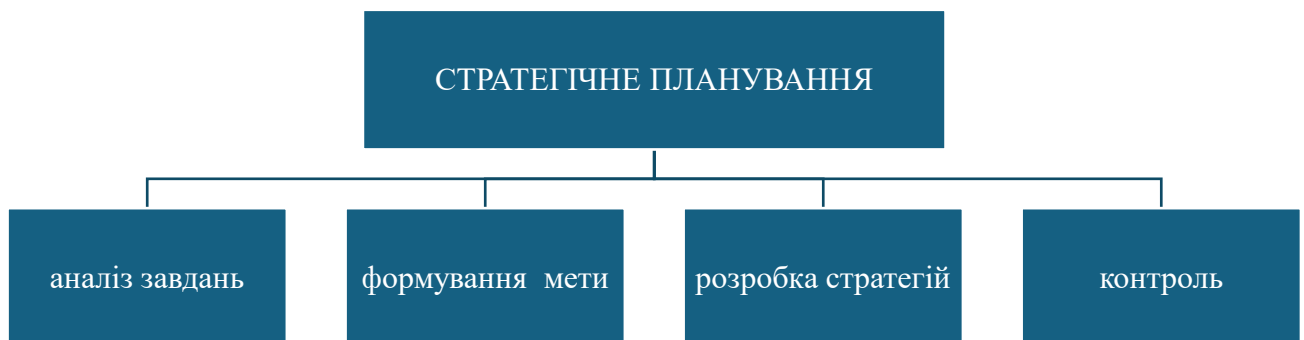 СТРАТЕГІЧНЕ ПЛАНУВАННЯ
аналіз завдань
формування мети
розробка стратегій
контроль